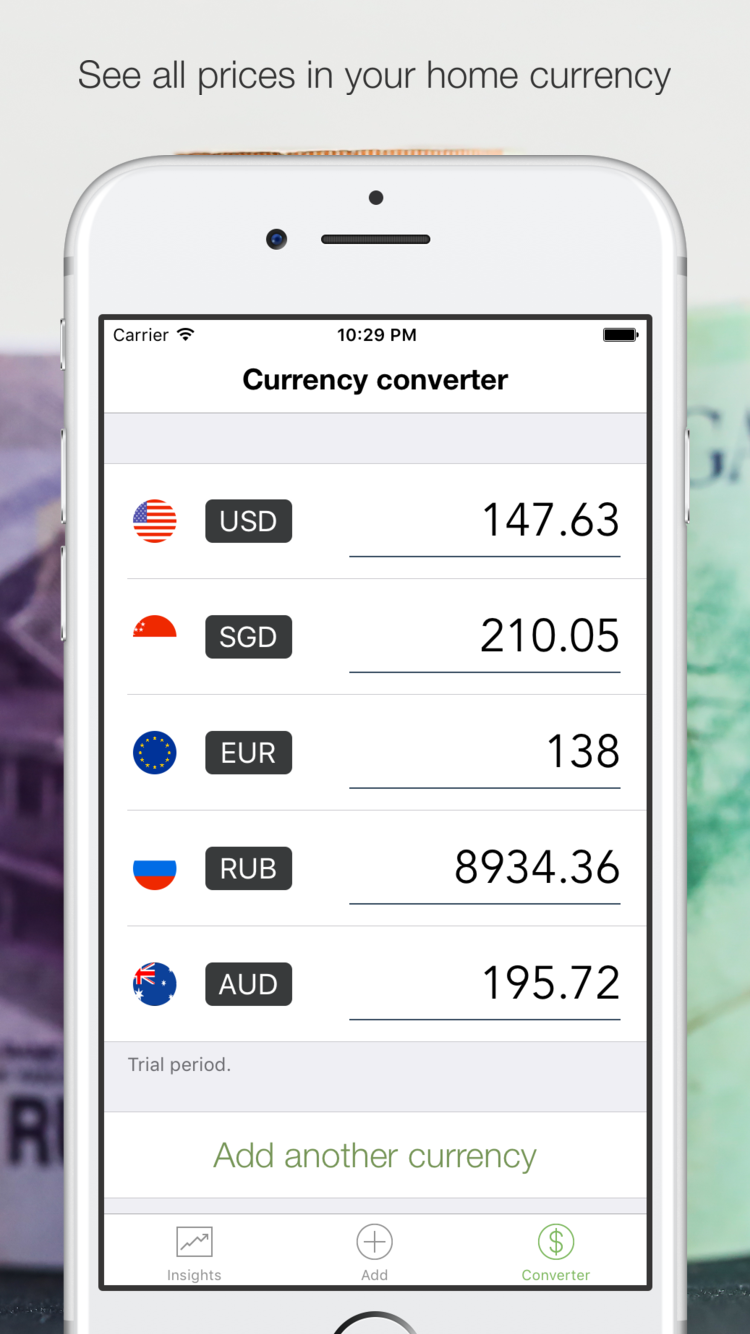 See all prices in your home currency
Carrier 10:29 PM
Currency converter
USD 147.63
SGD 210.05
EUR 138
RUB 8934.36
AUD 195.72
Trial period.
Add another currency
Insights Add Converter